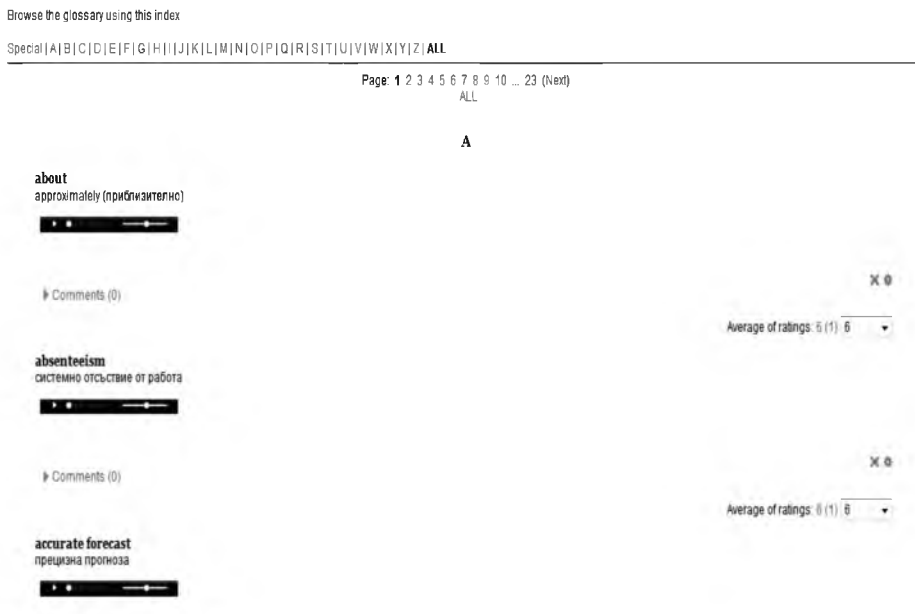 Browse the glossary using this index
Special | A | B | C | D | E | F | G | H | I | J | K | L | M | N | O | P | Q | R | S | T | U | V | W | X | Y | Z | ALL
Page: 1 2 3 4 5 6 7 8 9 10 ... 23 (Next)
ALL
A
about
approximately (приблизително)
Comments (0)
Average of ratings: 6 (1) 6
absenteeism
системно отсъствие от работа
Comments (0)
Average of ratings: 6 (1) 6
accurate forecast
прецизна прогноза